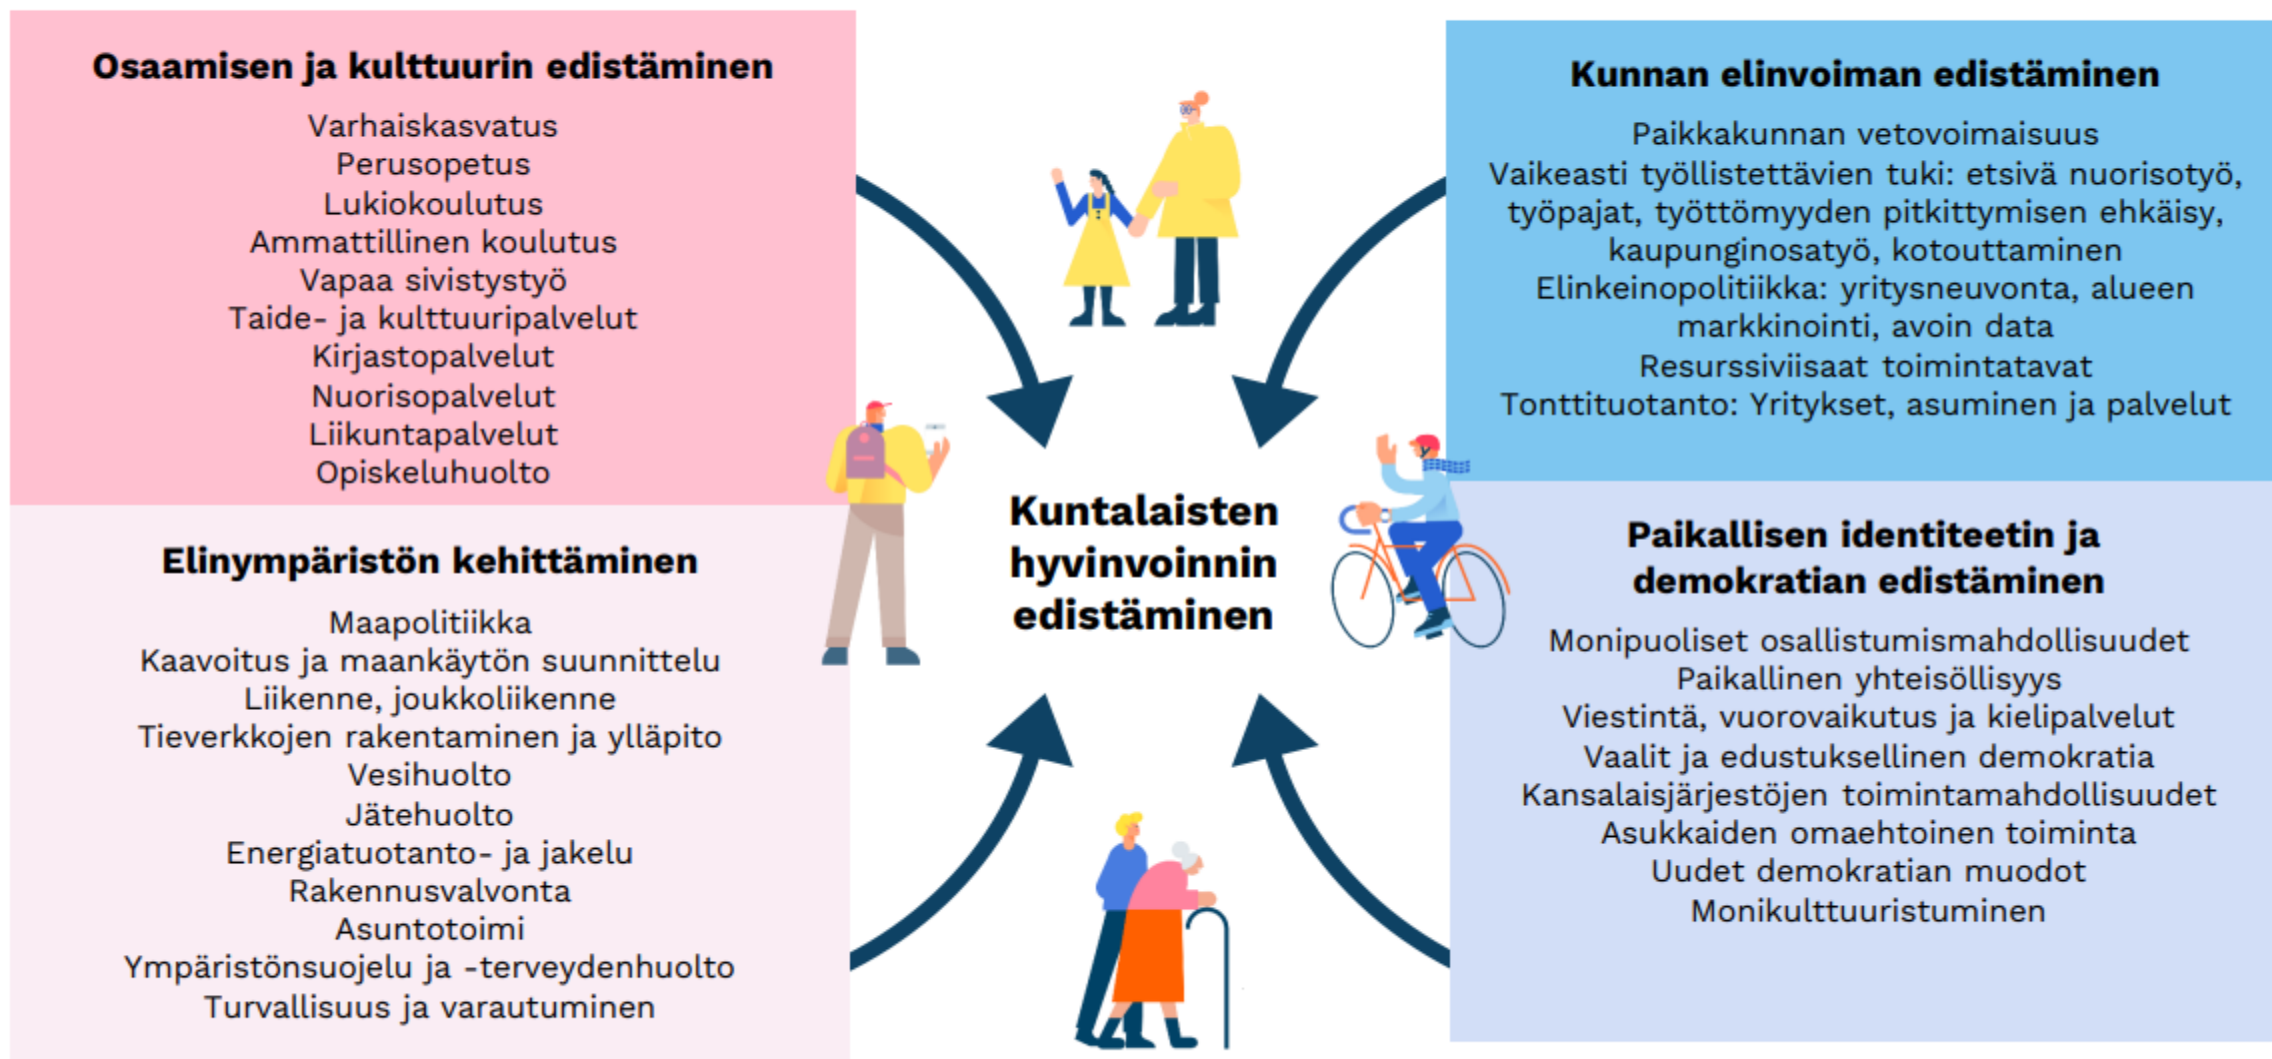 Osaamisen ja kulttuurin edistäminen
Varhaiskasvatus
Perusopetus
Lukiokoulutus
Ammattillinen koulutus
Vapaa sivistystyö
Taide- ja kulttuuripalvelut
Kirjastopalvelut
Nuorisopalvelut
Liikuntapalvelut
Opiskeluhuolto
Elinympäristön kehittäminen
Maapolitiikka
Kaavoitus ja maankäytön suunnittelu
Liikenne, joukkoliikenne
Tieverkkojen rakentaminen ja ylläpito
Vesihuolto
Jätehuolto
Energiatuotanto- ja jakelu
Rakennusvalvonta
Asuntotoimi
Ympäristönsuojelu ja -terveydenhuolto
Turvallisuus ja varautuminen
Kuntalaisten
hyvinvoinnin
edistäminen
Kunnan elinvoiman edistäminen
Paikkakunnan vetovoimaisuus
Vaikeasti työllistettävien tuki: etsivä nuorisotyö,
työpajat, työttömyyden pitkittymisen ehkäisy,
kaupunginosatyö, kotouttaminen
Elinkeinopolitiikka: yritysneuvonta, alueen
markkinointi, avoin data
Resurssiviisaat toimintatavat
Tonttituotanto: Yritykset, asuminen ja palvelut
Paikallisen identiteetin ja
demokratian edistäminen
Monipuoliset osallistumismahdollisuudet
Paikallinen yhteisöllisyys
Viestintä, vuorovaikutus ja kielipalvelut
Vaalit ja edustuksellinen demokratia
Kansalaisjärjestöjen toimintamahdollisuudet
Asukkaiden omaehtoinen toiminta
Uudet demokratian muodot
Monikulttuuristuminen